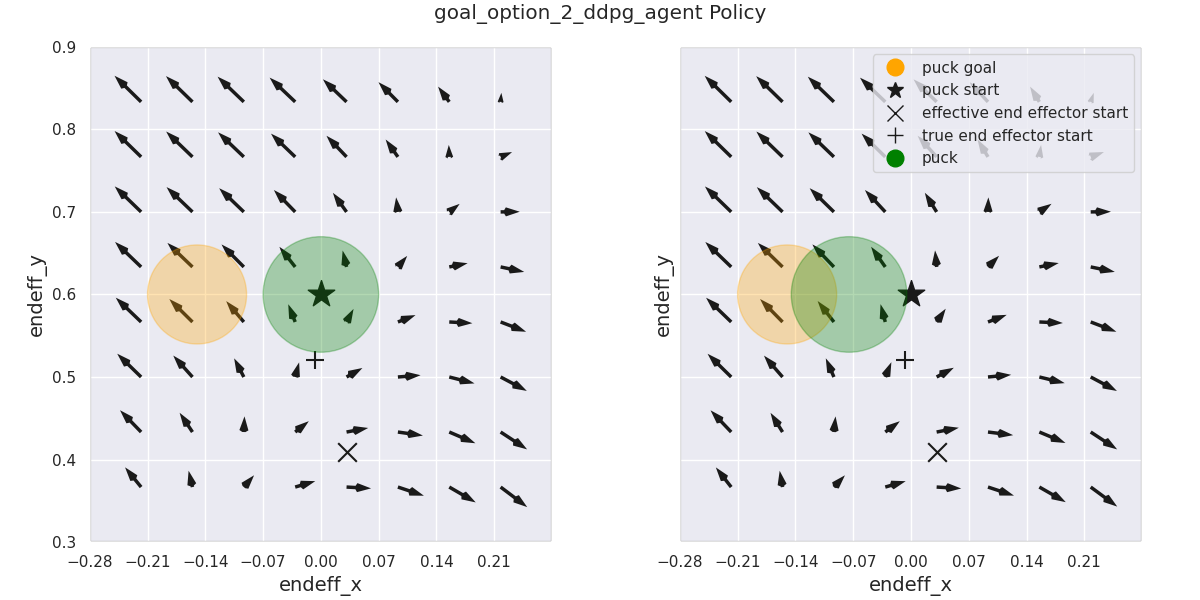 goal_option_2_ddpg_agent Policy
0.9
0.8
0.7
0.6
0.5
0.4
0.3
endeff_y
−0.28 −0.21 −0.14 −0.07 0.00 0.07 0.14 0.21
endeff_x
puck goal
puck start
effective end effector start
true end effector start
puck
endeff_y
−0.28 −0.21 −0.14 −0.07 0.00 0.07 0.14 0.21
endeff_x